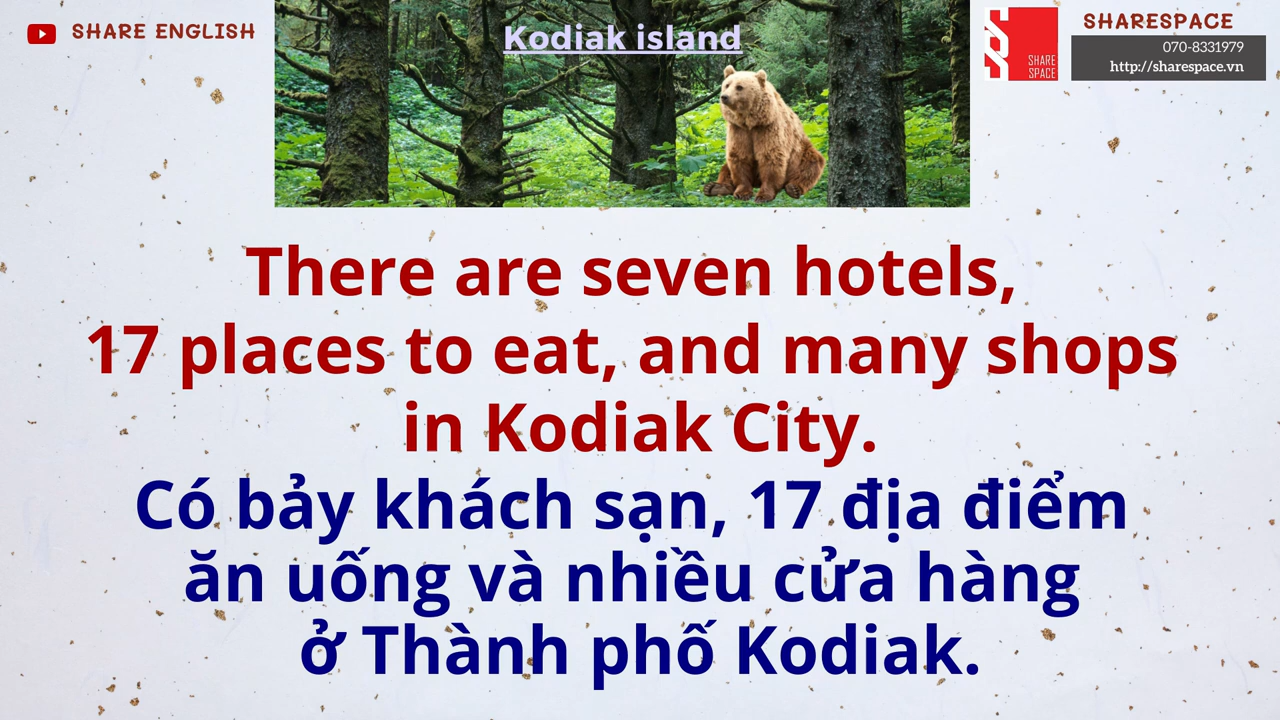 SHARE ENGLISH
Kodiak island
SHARESPACE
070-8331979
http://sharespace.vn
SHARE
SPACE
There are seven hotels,
17 places to eat, and many shops
in Kodiak City.
Có bảy khách sạn, 17 địa điểm
ăn uống và nhiều cửa hàng
ở Thành phố Kodiak.